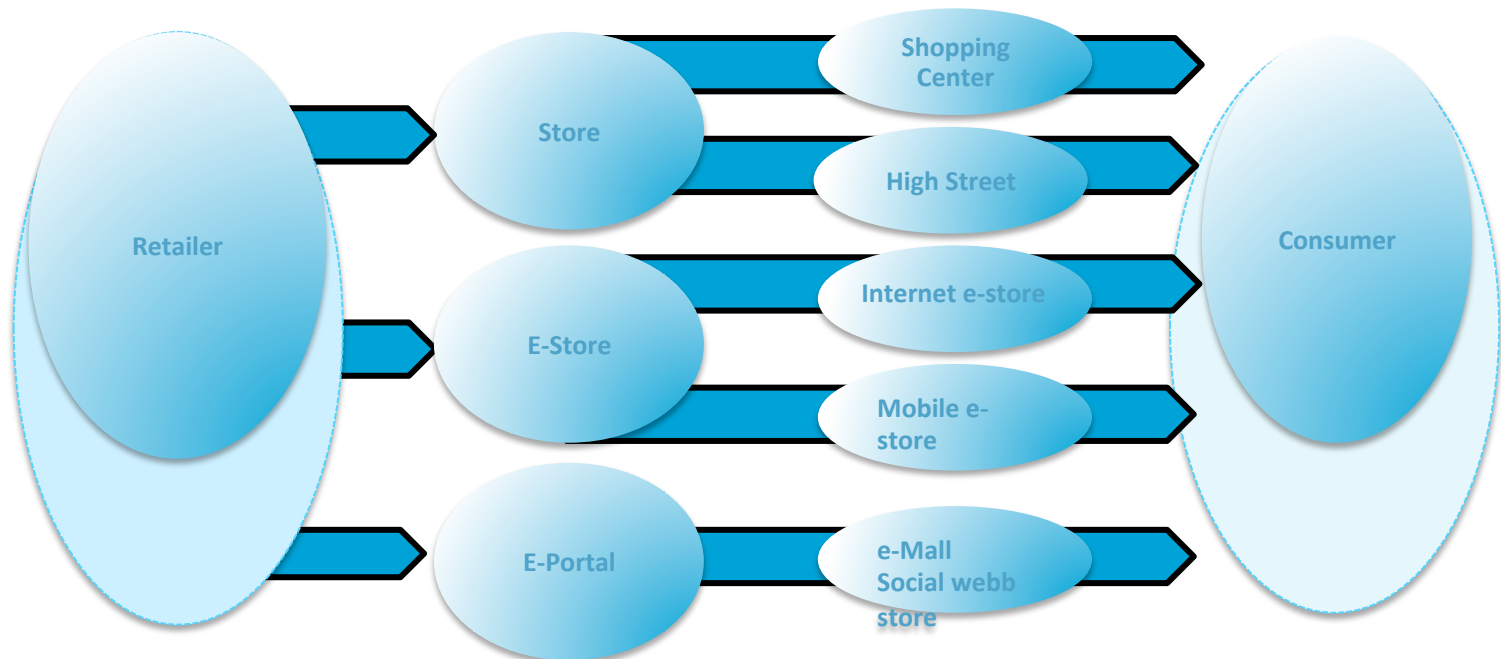 Shopping
Center
Store
High Street
Retailer
Consumer
Internet e-store
E-Store
Mobile e-
store
E-Portal
e-Mall
Social webb
store